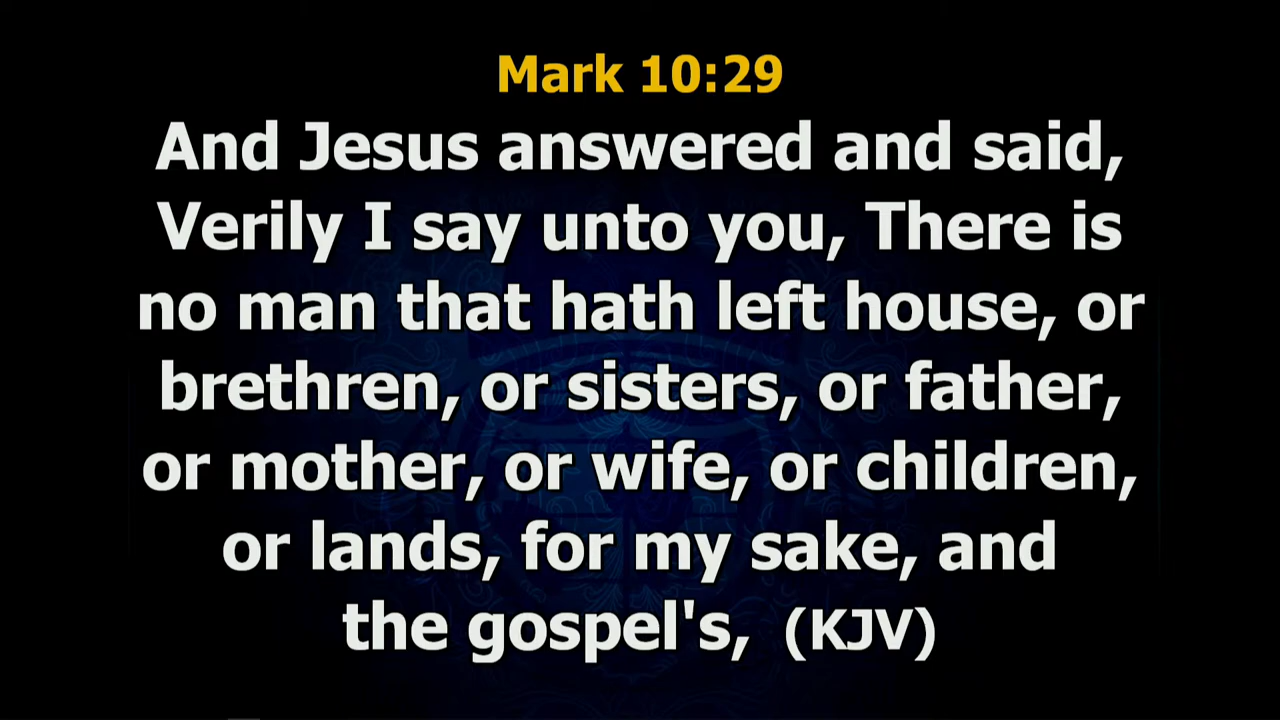 Mark 10:29
And Jesus answered and said,
Verily I say unto you, There is
no man that hath left house, or
brethren, or sisters, or father,
or mother, or wife, or children,
or lands, for my sake, and
the gospel's, (KJV)